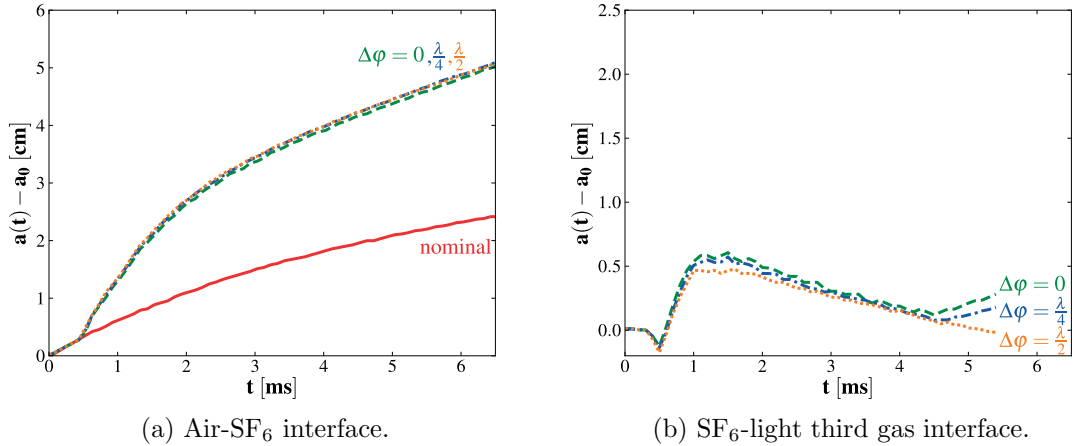 6
5
4
3
2
1
0
a(t) − a₀ [cm]
Δφ = 0, λ/4, λ/2
nominal
0 1 2 3 4 5 6
t [ms]
(a) Air-SF₆ interface.
2.5
2.0
1.5
1.0
0.5
0.0
a(t) − a₀ [cm]
Δφ = 0
Δφ = λ/4
Δφ = λ/2
0 1 2 3 4 5 6
t [ms]
(b) SF₆-light third gas interface.